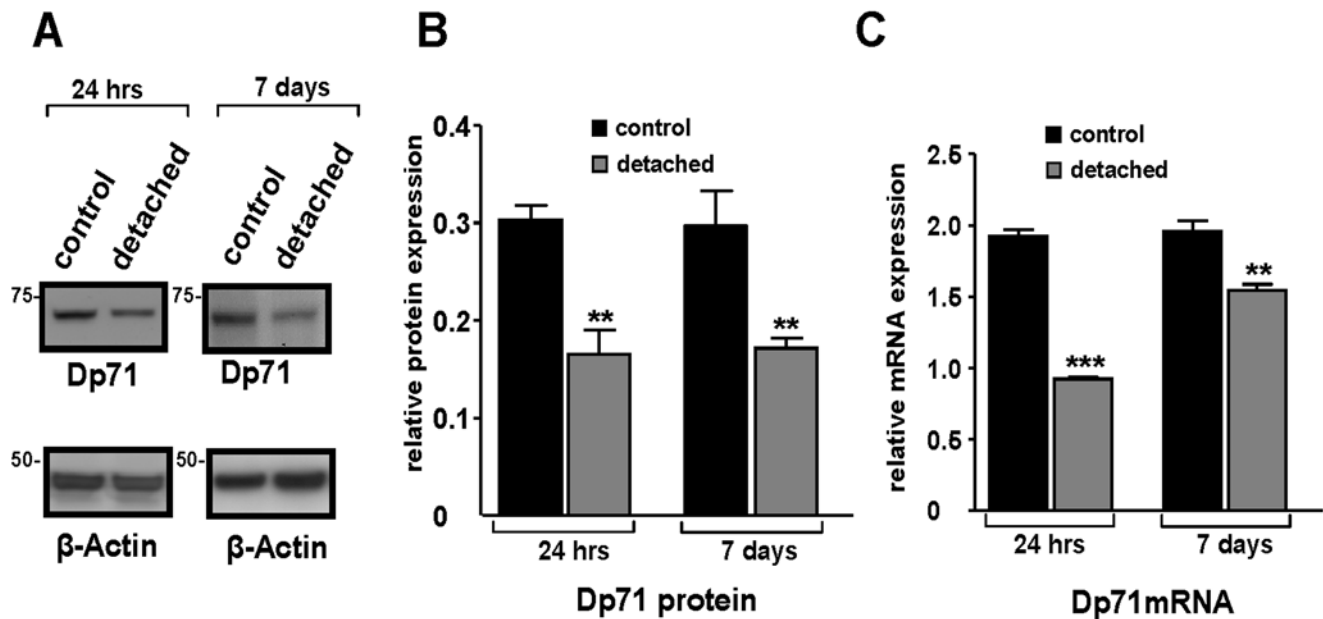 A
24 hrs
7 days
control
detached
control
detached
75-
75-
Dp71
Dp71
50-
50-
β-Actin
β-Actin
B
control
detached
relative protein expression
0.4
0.3
0.2
0.1
0
**
**
24 hrs
7 days
Dp71 protein
C
control
detached
relative mRNA expression
2.5
2.0
1.5
1.0
0.5
0
***
**
24 hrs
7 days
Dp71mRNA